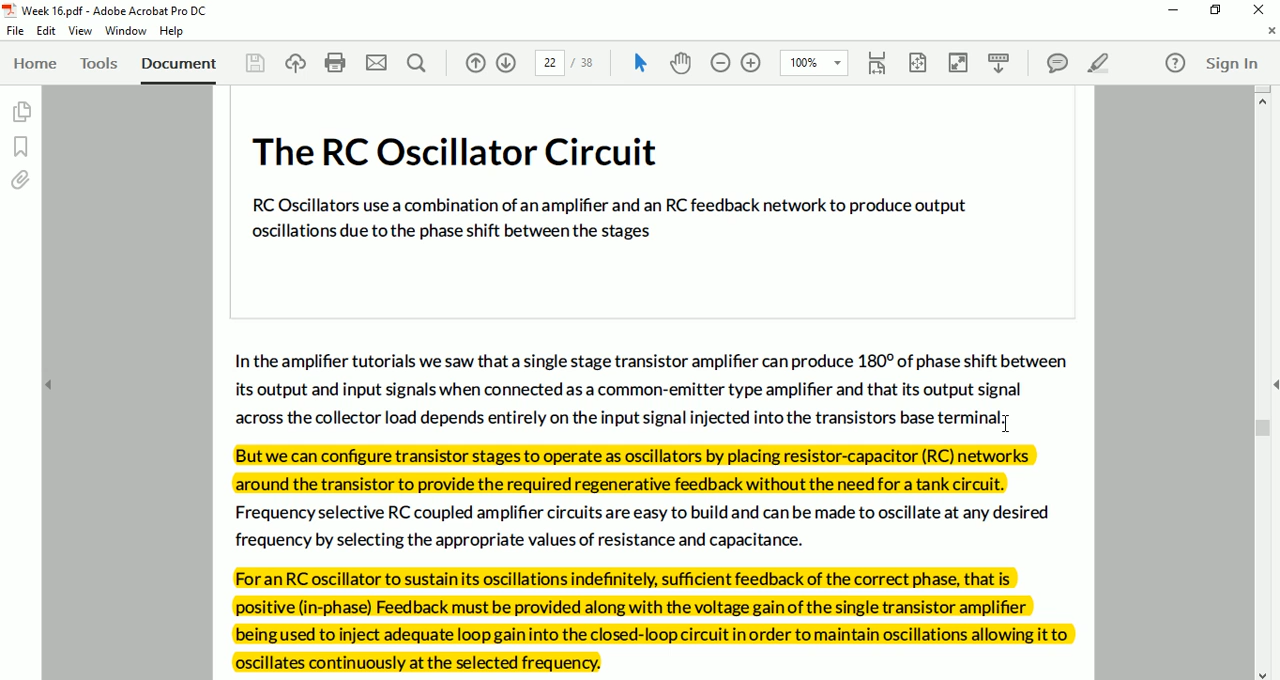 Week 16.pdf - Adobe Acrobat Pro DC
File Edit View Window Help
Home Tools Document 22 / 38 100% Sign In
The RC Oscillator Circuit
RC Oscillators use a combination of an amplifier and an RC feedback network to produce output
oscillations due to the phase shift between the stages
In the amplifier tutorials we saw that a single stage transistor amplifier can produce 180º of phase shift between
its output and input signals when connected as a common-emitter type amplifier and that its output signal
across the collector load depends entirely on the input signal injected into the transistors base terminal.
But we can configure transistor stages to operate as oscillators by placing resistor-capacitor (RC) networks
around the transistor to provide the required regenerative feedback without the need for a tank circuit.
Frequency selective RC coupled amplifier circuits are easy to build and can be made to oscillate at any desired
frequency by selecting the appropriate values of resistance and capacitance.
For an RC oscillator to sustain its oscillations indefinitely, sufficient feedback of the correct phase, that is
positive (in-phase) Feedback must be provided along with the voltage gain of the single transistor amplifier
being used to inject adequate loop gain into the closed-loop circuit in order to maintain oscillations allowing it to
oscillates continuously at the selected frequency.